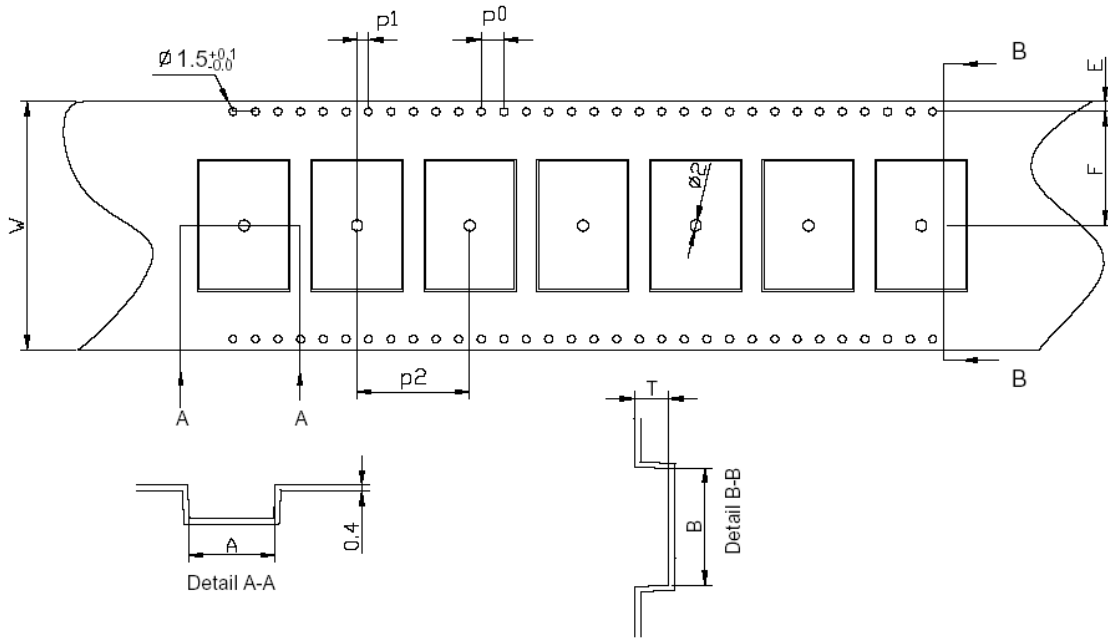 p1
p0
Ø 1.5 +0.1 -0.0
B
E
F
Ø2
W
p2
A
A
B
T
A
0.4
B
Detail A-A
Detail B-B